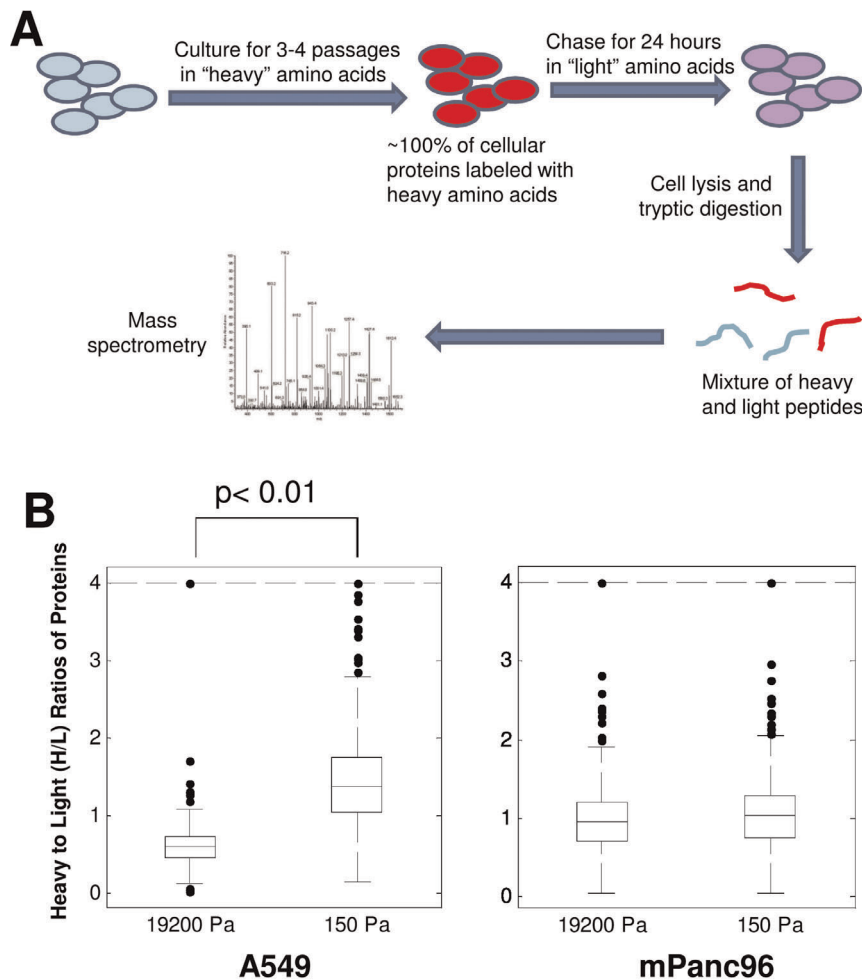 A
Culture for 3-4 passages
in "heavy" amino acids
Chase for 24 hours
in "light" amino acids
~100% of cellular
proteins labeled with
heavy amino acids
Cell lysis and
tryptic digestion
Mass
spectrometry
Mixture of heavy
and light peptides
B
p< 0.01
Heavy to Light (H/L) Ratios of Proteins
4
3
2
1
0
19200 Pa
150 Pa
A549
4
3
2
1
0
19200 Pa
150 Pa
mPanc96